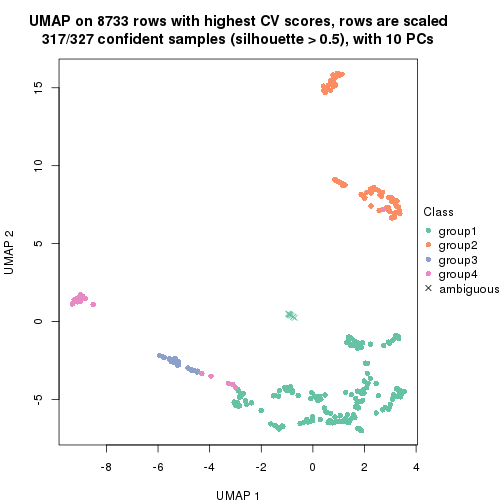 UMAP on 8733 rows with highest CV scores, rows are scaled
317/327 confident samples (silhouette > 0.5), with 10 PCs
15
10
5
0
-5
UMAP 2
Class
group1
group2
group3
group4
ambiguous
-8
-6
-4
-2
0
2
4
UMAP 1